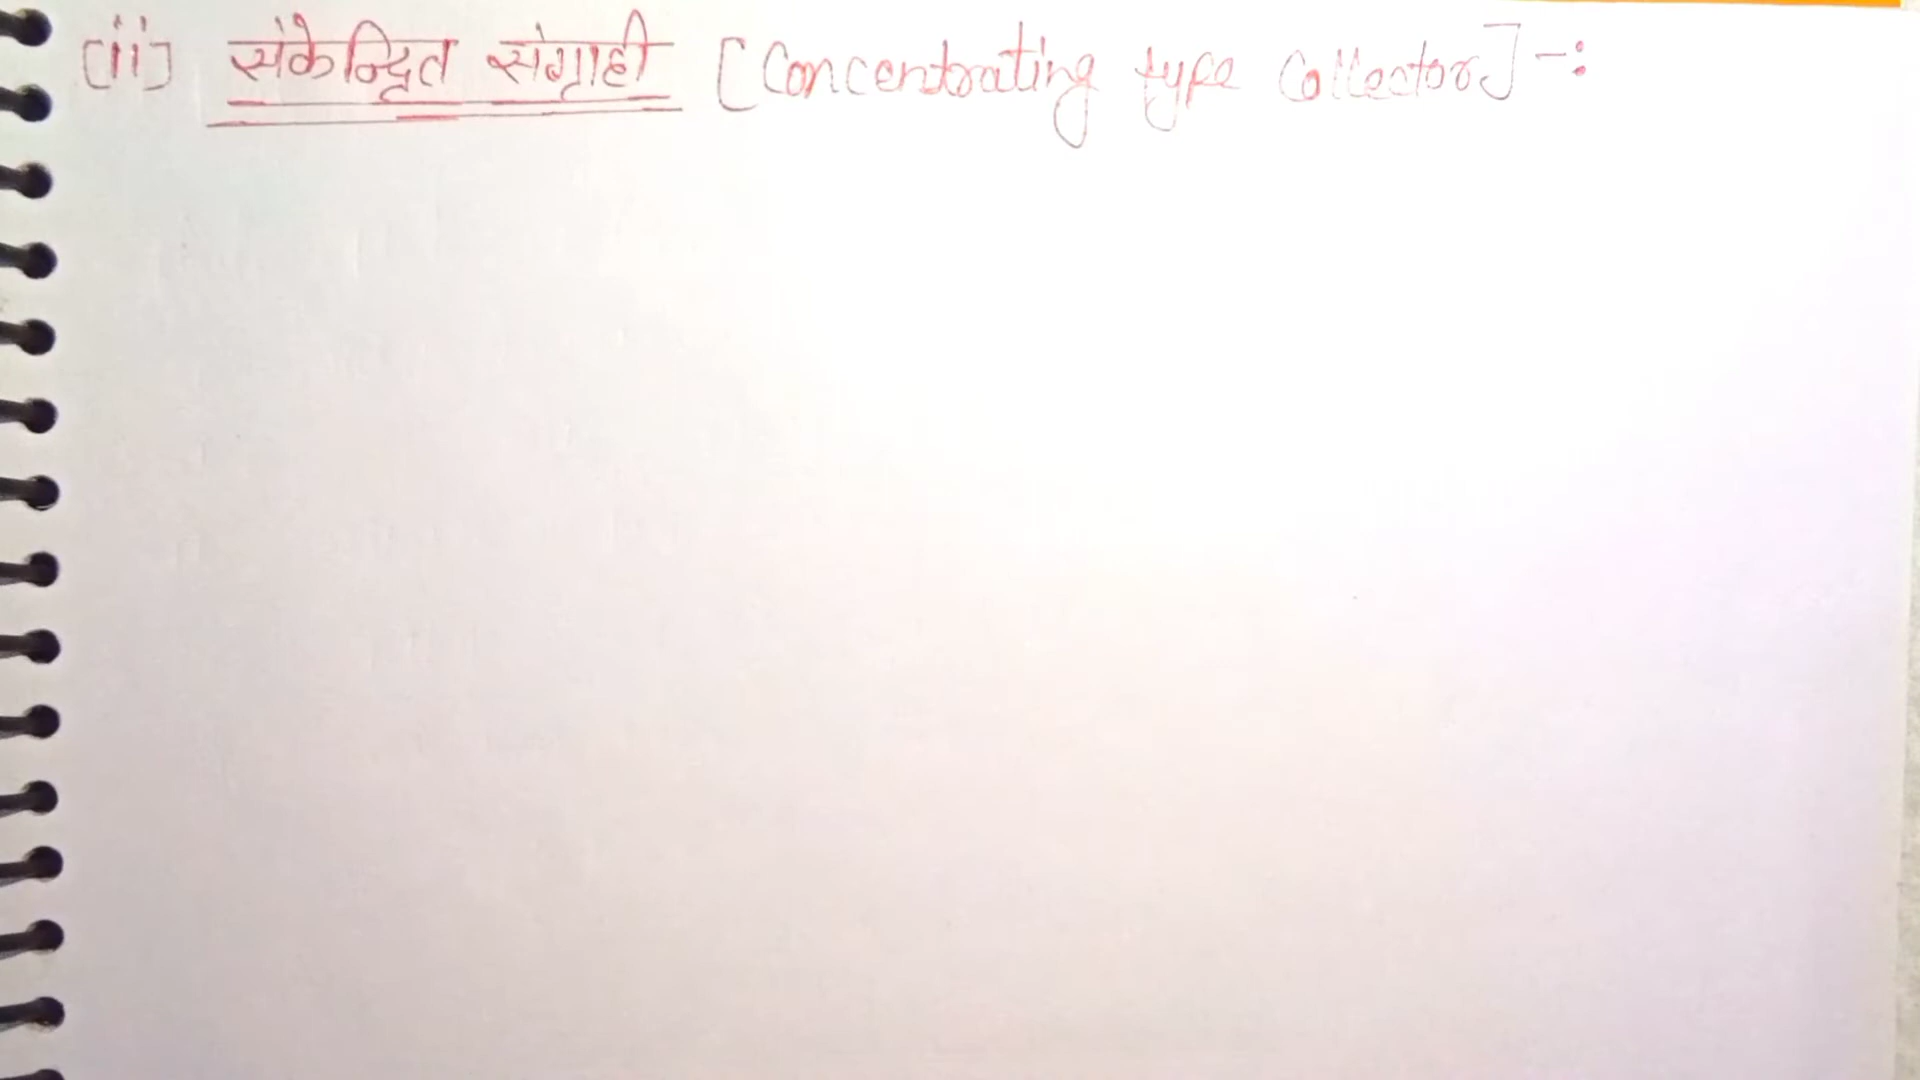 (ii) संकेन्द्रित संग्राही [Concentrating type Collector] -: